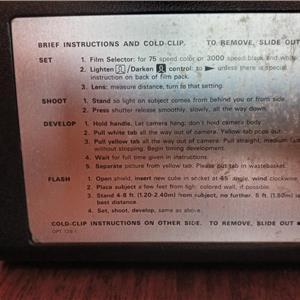 BRIEF INSTRUCTIONS AND COLD-CLIP. TO REMOVE, SLIDE OUT
SET 1. Film Selector: for 75 speed color or 3000 speed black and white
2. Lighten / Darken control: to ► unless there is special
instruction on back of film pack.
3. Lens: measure distance, turn to that setting.
SHOOT 1. Stand so light on subject comes from behind you or from side.
2. Press shutter release smoothly, slowly, all the way down.
DEVELOP 1. Hold handle. Let camera hang; don't hold camera body.
2. Pull white tab all the way out of camera. Yellow tab pops out.
3. Pull yellow tab all the way out of camera: Pull straight, medium
without stopping. Begin timing development.
4. Wait for full time given in instructions.
5. Separate picture from yellow tab. Please put tab in wastebasket.
FLASH 1. Open shield, insert new cube in socket at 45 angle, wind clockwise
2. Place subject a few feet from light colored wall, if possible.
3. Stand 4-6 ft. (1.20-2.40m) from subject, no further. 5 ft. (1.50m) is
best distance.
4. Set, shoot, develop, same as above.
COLD-CLIP INSTRUCTIONS ON OTHER SIDE. TO REMOVE, SLIDE OUT